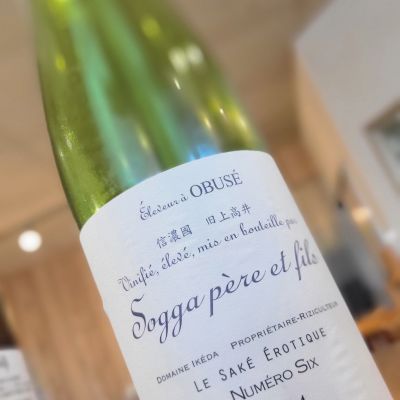 Éleveur à OBUSÉ
信濃國 旧上高井
Vinifié, élevé, mis en bouteille par
Sogga père et fils
DOMAINE IKÉDA PROPRIÉTAIRE-RIZICULTEUR
LE SAKÉ ÉROTIQUE
NUMÉRO SIX